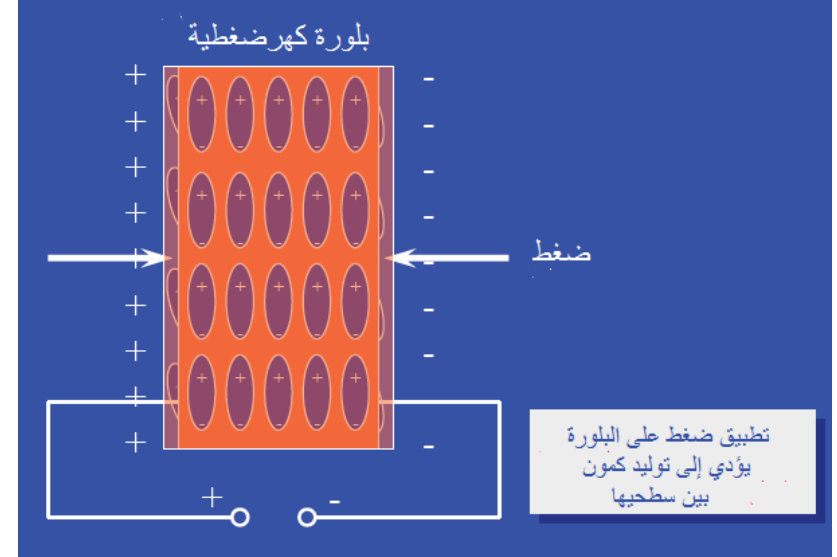 بلورة كهرضغطية
ضغط
تطبيق ضغط على البلورة
يؤدي إلى توليد كمون
بين سطحيها